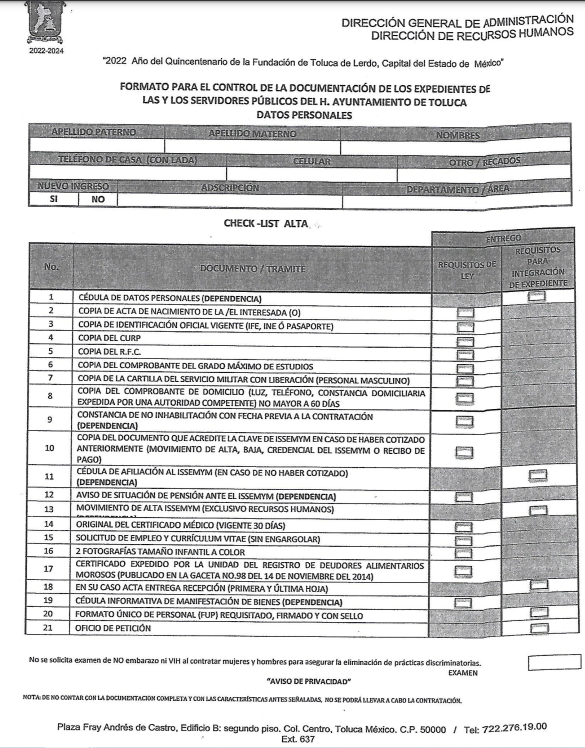 2022-2024
DIRECCIÓN GENERAL DE ADMINISTRACIÓN
DIRECCIÓN DE RECURSOS HUMANOS
"2022 Año del Quincentenario de la Fundación de Toluca de Lerdo, Capital del Estado de México"
FORMATO PARA EL CONTROL DE LA DOCUMENTACIÓN DE LOS EXPEDIENTES DE
LAS Y LOS SERVIDORES PÚBLICOS DEL H. AYUNTAMIENTO DE TOLUCA
DATOS PERSONALES
APELLIDO PATERNO APELLIDO MATERNO NOMBRES
TELÉFONO DE CASA (CON LADA) CELULAR OTRO / RECADOS
NUEVO INGRESO ADSCRIPCIÓN DEPARTAMENTO / ÁREA
SI NO
CHECK -LIST ALTA
ENTREGO
No. DOCUMENTO / TRAMITE REQUISITOS DE LEY REQUISITOS PARA INTEGRACIÓN DE EXPEDIENTE
1 CÉDULA DE DATOS PERSONALES (DEPENDENCIA)
2 COPIA DE ACTA DE NACIMIENTO DE LA /EL INTERESADA (O)
3 COPIA DE IDENTIFICACIÓN OFICIAL VIGENTE (IFE, INE Ó PASAPORTE)
4 COPIA DEL CURP
5 COPIA DEL R.F.C.
6 COPIA DEL COMPROBANTE DEL GRADO MÁXIMO DE ESTUDIOS
7 COPIA DE LA CARTILLA DEL SERVICIO MILITAR CON LIBERACIÓN (PERSONAL MASCULINO)
8 COPIA DEL COMPROBANTE DE DOMICILIO (LUZ, TELÉFONO, CONSTANCIA DOMICILIARIA
EXPEDIDA POR UNA AUTORIDAD COMPETENTE) NO MAYOR A 60 DÍAS
9 CONSTANCIA DE NO INHABILITACIÓN CON FECHA PREVIA A LA CONTRATACIÓN
(DEPENDENCIA)
10 COPIA DEL DOCUMENTO QUE ACREDITE LA CLAVE DE ISSEMYM EN CASO DE HABER COTIZADO
ANTERIORMENTE (MOVIMIENTO DE ALTA, BAJA, CREDENCIAL DEL ISSEMYM O RECIBO DE
PAGO)
11 CÉDULA DE AFILIACIÓN AL ISSEMYM (EN CASO DE NO HABER COTIZADO)
(DEPENDENCIA)
12 AVISO DE SITUACIÓN DE PENSIÓN ANTE EL ISSEMYM (DEPENDENCIA)
13 MOVIMIENTO DE ALTA ISSEMYM (EXCLUSIVO RECURSOS HUMANOS)
14 ORIGINAL DEL CERTIFICADO MÉDICO (VIGENTE 30 DÍAS)
15 SOLICITUD DE EMPLEO Y CURRÍCULUM VITAE (SIN ENGARGOLAR)
16 2 FOTOGRAFÍAS TAMAÑO INFANTIL A COLOR
17 CERTIFICADO EXPEDIDO POR LA UNIDAD DEL REGISTRO DE DEUDORES ALIMENTARIOS
MOROSOS (PUBLICADO EN LA GACETA NO.98 DEL 14 DE NOVIEMBRE DEL 2014)
18 EN SU CASO ACTA ENTREGA RECEPCIÓN (PRIMERA Y ÚLTIMA HOJA)
19 CÉDULA INFORMATIVA DE MANIFESTACIÓN DE BIENES (DEPENDENCIA)
20 FORMATO ÚNICO DE PERSONAL (FUP) REQUISITADO, FIRMADO Y CON SELLO
21 OFICIO DE PETICIÓN
No se solicita examen de NO embarazo ni VIH al contratar mujeres y hombres para asegurar la eliminación de prácticas discriminatorias.
EXAMEN
"AVISO DE PRIVACIDAD"
NOTA: DE NO CONTAR CON LA DOCUMENTACION COMPLETA Y CON LAS CARACTERÍSTICAS ANTES SEÑALADAS, NO SE PODRÁ LLEVAR A CABO LA CONTRATACIÓN.
Plaza Fray Andrés de Castro, Edificio B: segundo piso. Col. Centro, Toluca México. C.P. 50000 / Tel: 722.276.19.00
Ext. 637